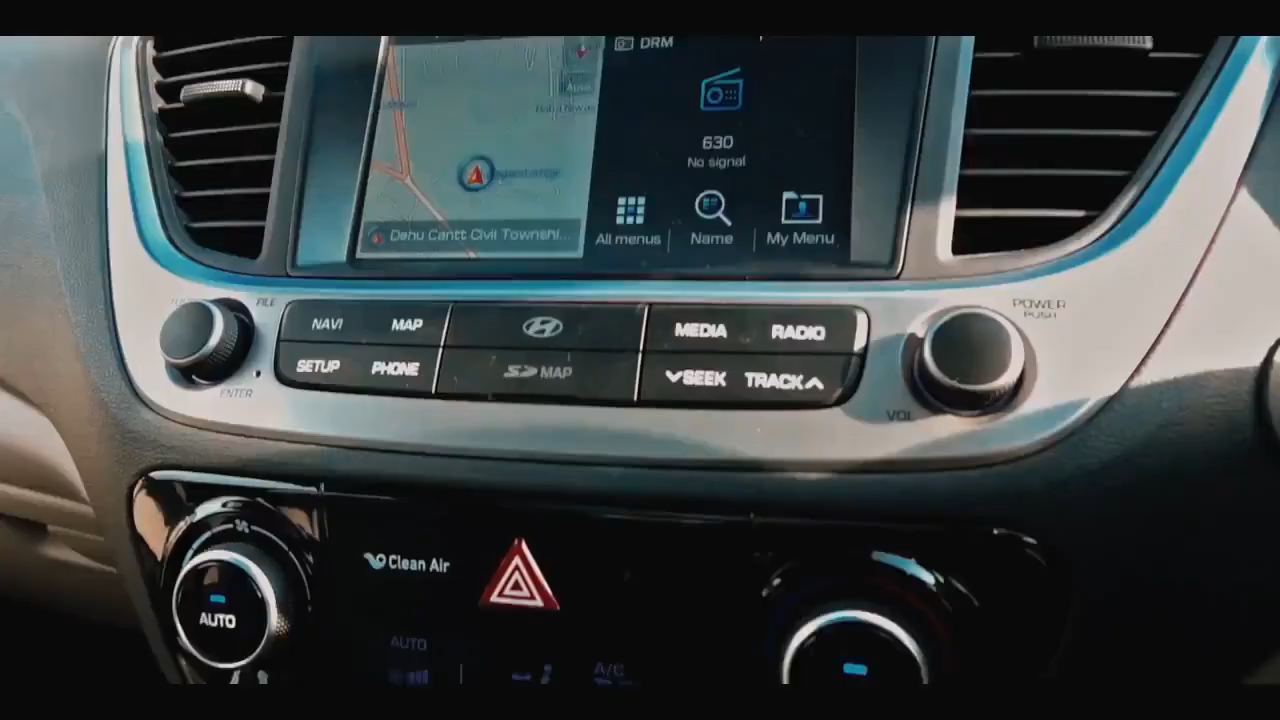 DRM
Auto
630
No signal
Dehu Cantt Civil Townshi...
All menus
Name
My Menu
FILE
ENTER
NAVI
MAP
SETUP
PHONE
SD MAP
MEDIA
RADIO
SEEK
TRACK
POWER
PUSH
VOL
Clean Air
AUTO
AUTO
A/C